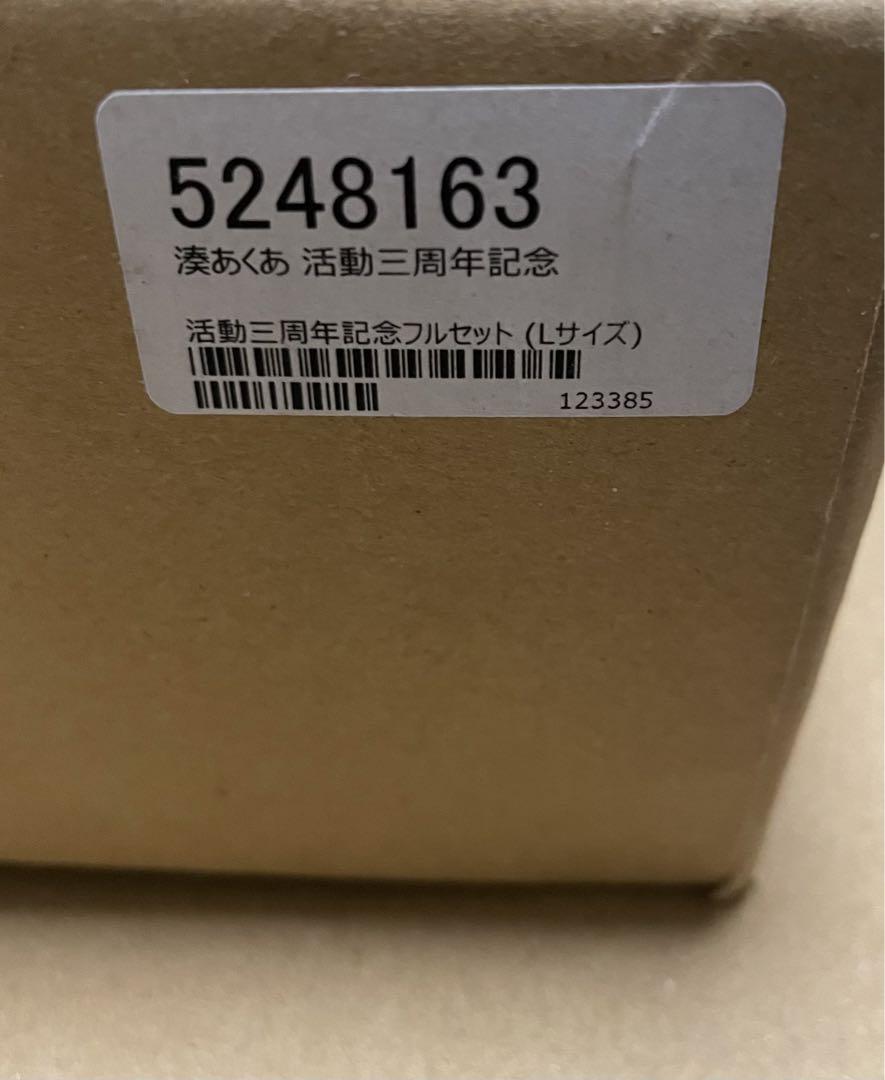 5248163
湊あくあ 活動三周年記念
活動三周年記念フルセット (Lサイズ)
123385